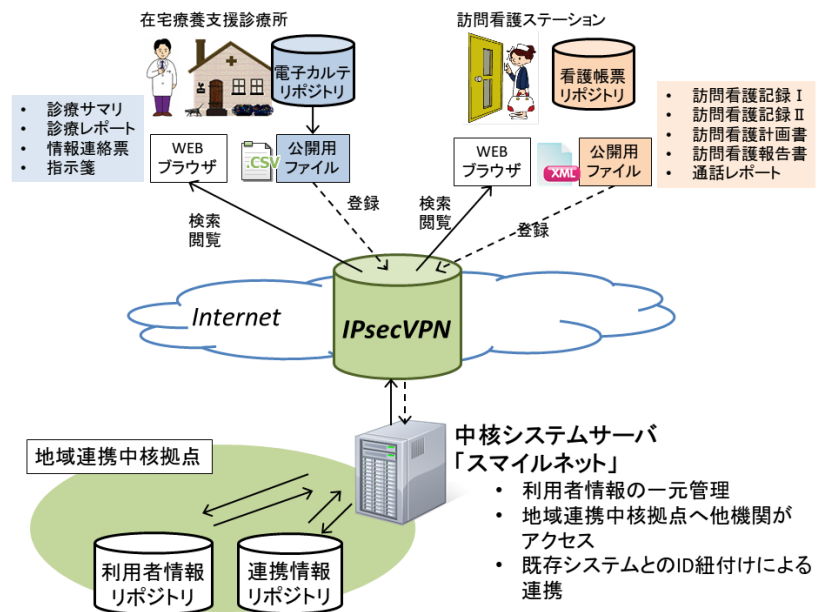 在宅療養支援診療所
電子カルテ
リポジトリ
・ 診療サマリ
・ 診療レポート
・ 情報連絡票
・ 指示箋
WEB
ブラウザ
.CSV
公開用
ファイル
検索
閲覧
登録
訪問看護ステーション
看護帳票
リポジトリ
・ 訪問看護記録Ⅰ
・ 訪問看護記録Ⅱ
・ 訪問看護計画書
・ 訪問看護報告書
・ 通話レポート
WEB
ブラウザ
XML
公開用
ファイル
検索
閲覧
登録
Internet
IPsecVPN
地域連携中核拠点
利用者情報
リポジトリ
連携情報
リポジトリ
中核システムサーバ
「スマイルネット」
• 利用者情報の一元管理
• 地域連携中核拠点へ他機関が
アクセス
• 既存システムとのID紐付けによる
連携